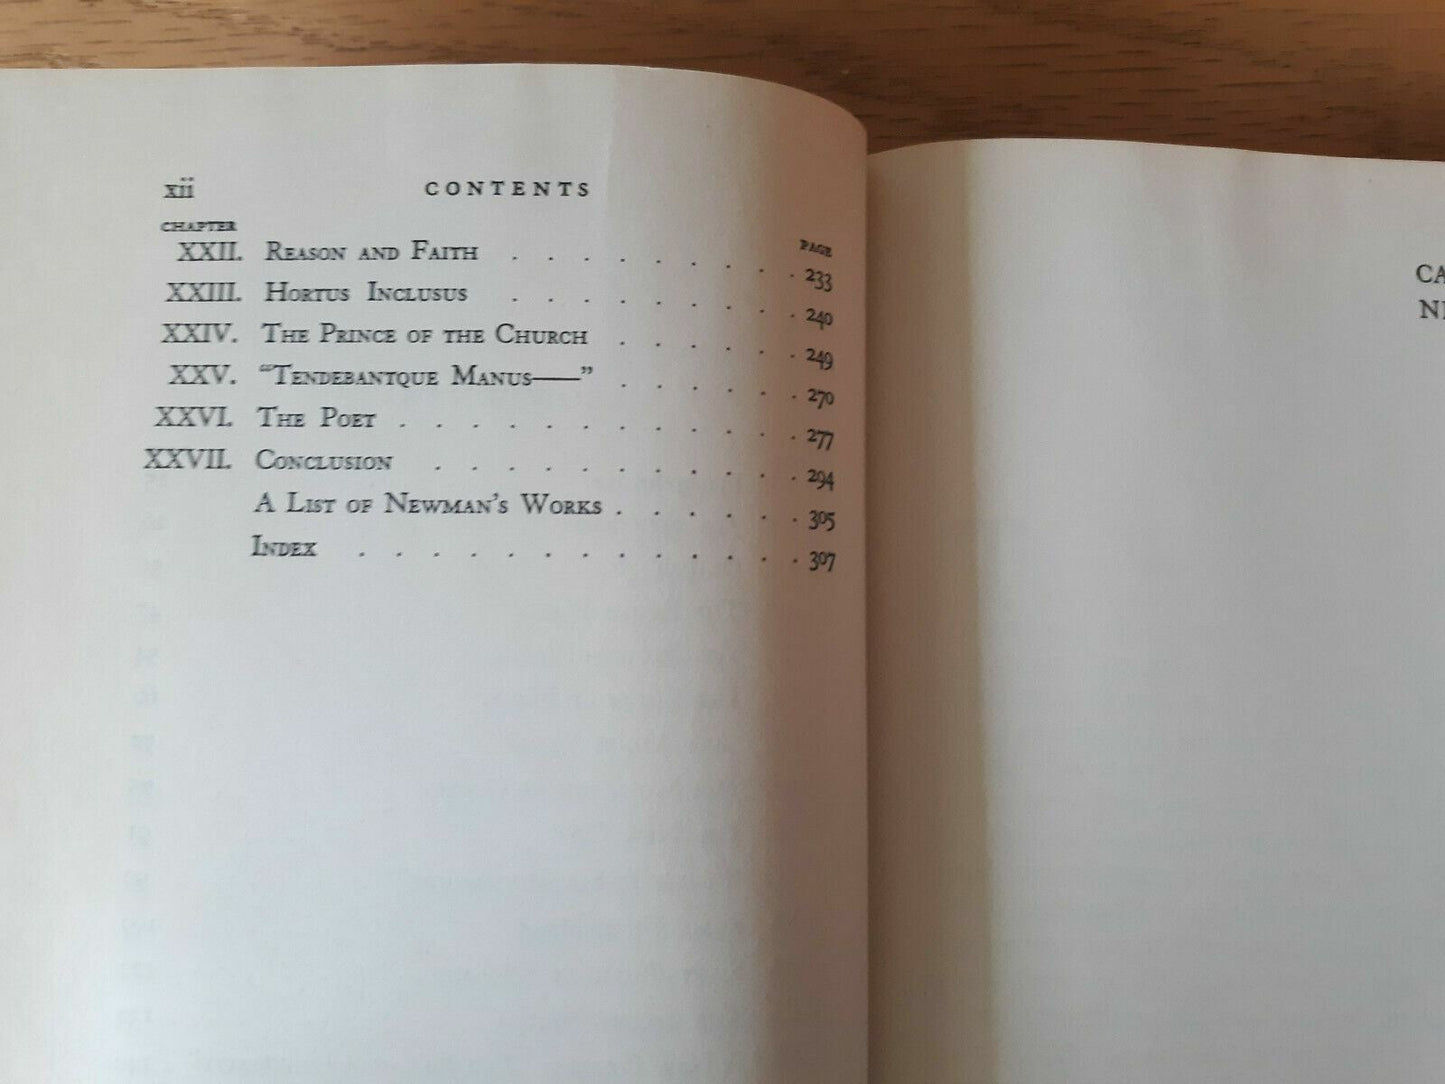 xii CONTENTS
CHAPTER PAGE
XXII. REASON AND FAITH . . . . . . . . . 233
XXIII. HORTUS INCLUSUS . . . . . . . . . 240
XXIV. THE PRINCE OF THE CHURCH . . . . . . 249
XXV. “TENDEBANTQUE MANUS——” . . . . . . 270
XXVI. THE POET . . . . . . . . . . . . 277
XXVII. CONCLUSION . . . . . . . . . . . 294
A LIST OF NEWMAN’S WORKS . . . . . . 305
INDEX . . . . . . . . . . . . . 307
CA
NE